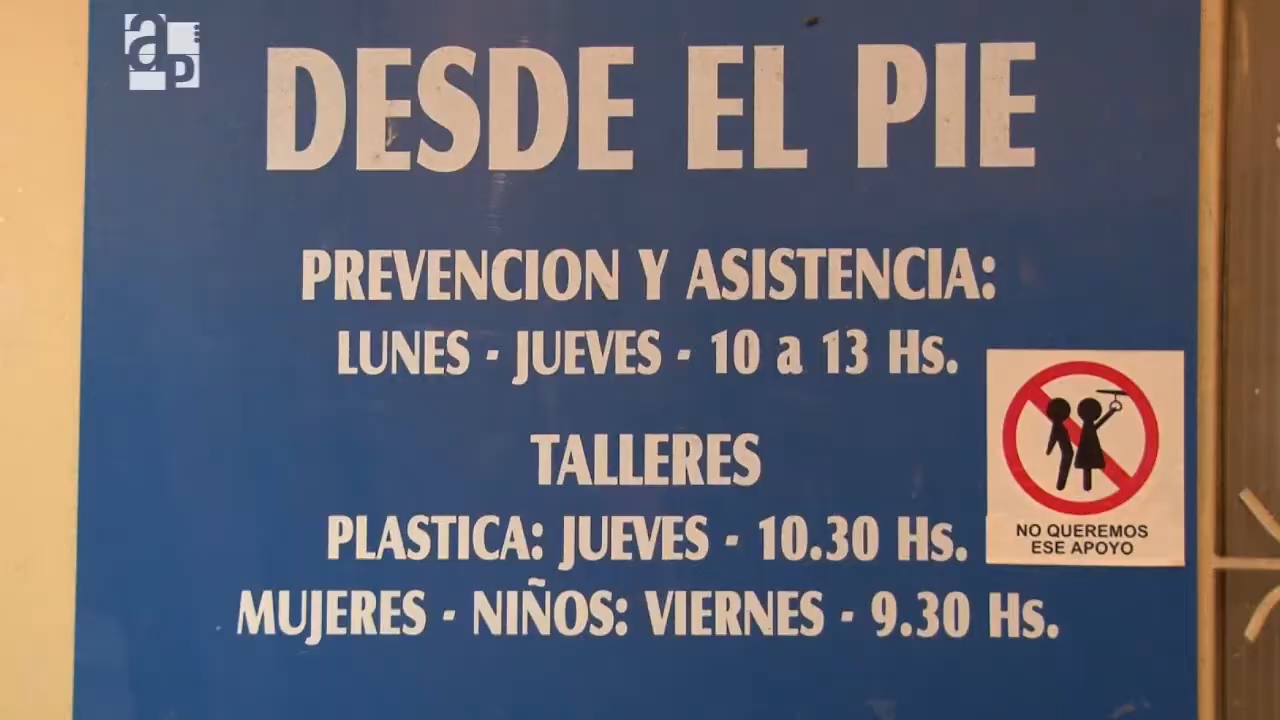 DESDE EL PIE
PREVENCION Y ASISTENCIA:
LUNES - JUEVES - 10 a 13 Hs.
TALLERES
PLASTICA: JUEVES - 10.30 Hs.
MUJERES - NIÑOS: VIERNES - 9.30 Hs.
NO QUEREMOS
ESE APOYO